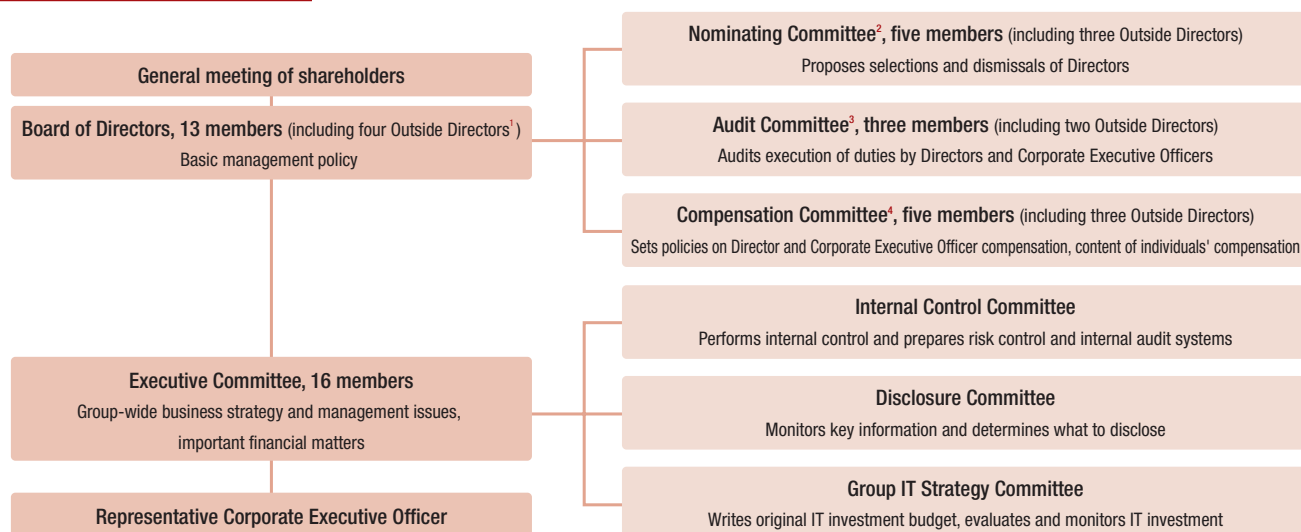 General meeting of shareholders
Board of Directors, 13 members (including four Outside Directors¹)
Basic management policy
Nominating Committee², five members (including three Outside Directors)
Proposes selections and dismissals of Directors
Audit Committee³, three members (including two Outside Directors)
Audits execution of duties by Directors and Corporate Executive Officers
Compensation Committee⁴, five members (including three Outside Directors)
Sets policies on Director and Corporate Executive Officer compensation, content of individuals' compensation
Executive Committee, 16 members
Group-wide business strategy and management issues,
important financial matters
Internal Control Committee
Performs internal control and prepares risk control and internal audit systems
Disclosure Committee
Monitors key information and determines what to disclose
Group IT Strategy Committee
Writes original IT investment budget, evaluates and monitors IT investment
Representative Corporate Executive Officer